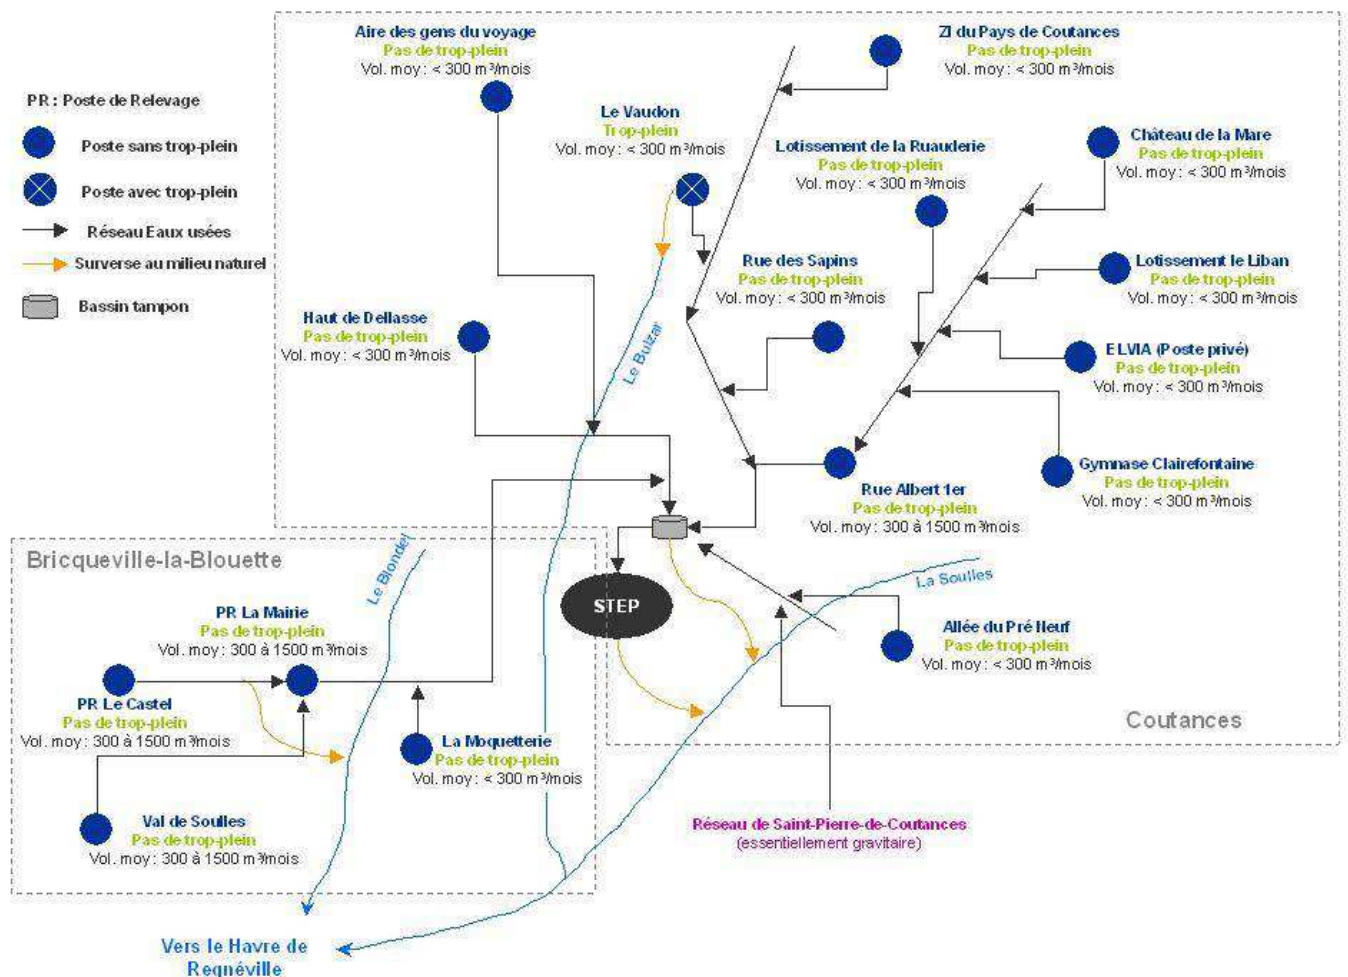 PR : Poste de Relevage
Poste sans trop-plein
Poste avec trop-plein
Réseau Eaux usées
Surverse au milieu naturel
Bassin tampon
Aire des gens du voyage
Pas de trop-plein
Vol. moy : < 300 m³/mois
Le Vaudon
Trop-plein
Vol. moy : < 300 m³/mois
ZI du Pays de Coutances
Pas de trop-plein
Vol. moy : < 300 m³/mois
Lotissement de la Ruauderie
Pas de trop-plein
Vol. moy : < 300 m³/mois
Château de la Mare
Pas de trop-plein
Vol. moy : < 300 m³/mois
Rue des Sapins
Pas de trop-plein
Vol. moy : < 300 m³/mois
Lotissement le Liban
Pas de trop-plein
Vol. moy : < 300 m³/mois
Haut de Dellasse
Pas de trop-plein
Vol. moy : < 300 m³/mois
Le Bulzar
ELVIA (Poste privé)
Pas de trop-plein
Vol. moy : < 300 m³/mois
Gymnase Clairefontaine
Pas de trop-plein
Vol. moy : < 300 m³/mois
Rue Albert 1er
Pas de trop-plein
Vol. moy : 300 à 1500 m³/mois
Bricqueville-la-Blouette
Le Blondel
La Soulles
STEP
PR La Mairie
Pas de trop-plein
Vol. moy : 300 à 1500 m³/mois
Allée du Pré Neuf
Pas de trop-plein
Vol. moy : < 300 m³/mois
PR Le Castel
Pas de trop-plein
Vol. moy : 300 à 1500 m³/mois
La Moquetterie
Pas de trop-plein
Vol. moy : < 300 m³/mois
Coutances
Val de Soulles
Pas de trop-plein
Vol. moy : 300 à 1500 m³/mois
Réseau de Saint-Pierre-de-Coutances
(essentiellement gravitaire)
Vers le Havre de
Regnéville